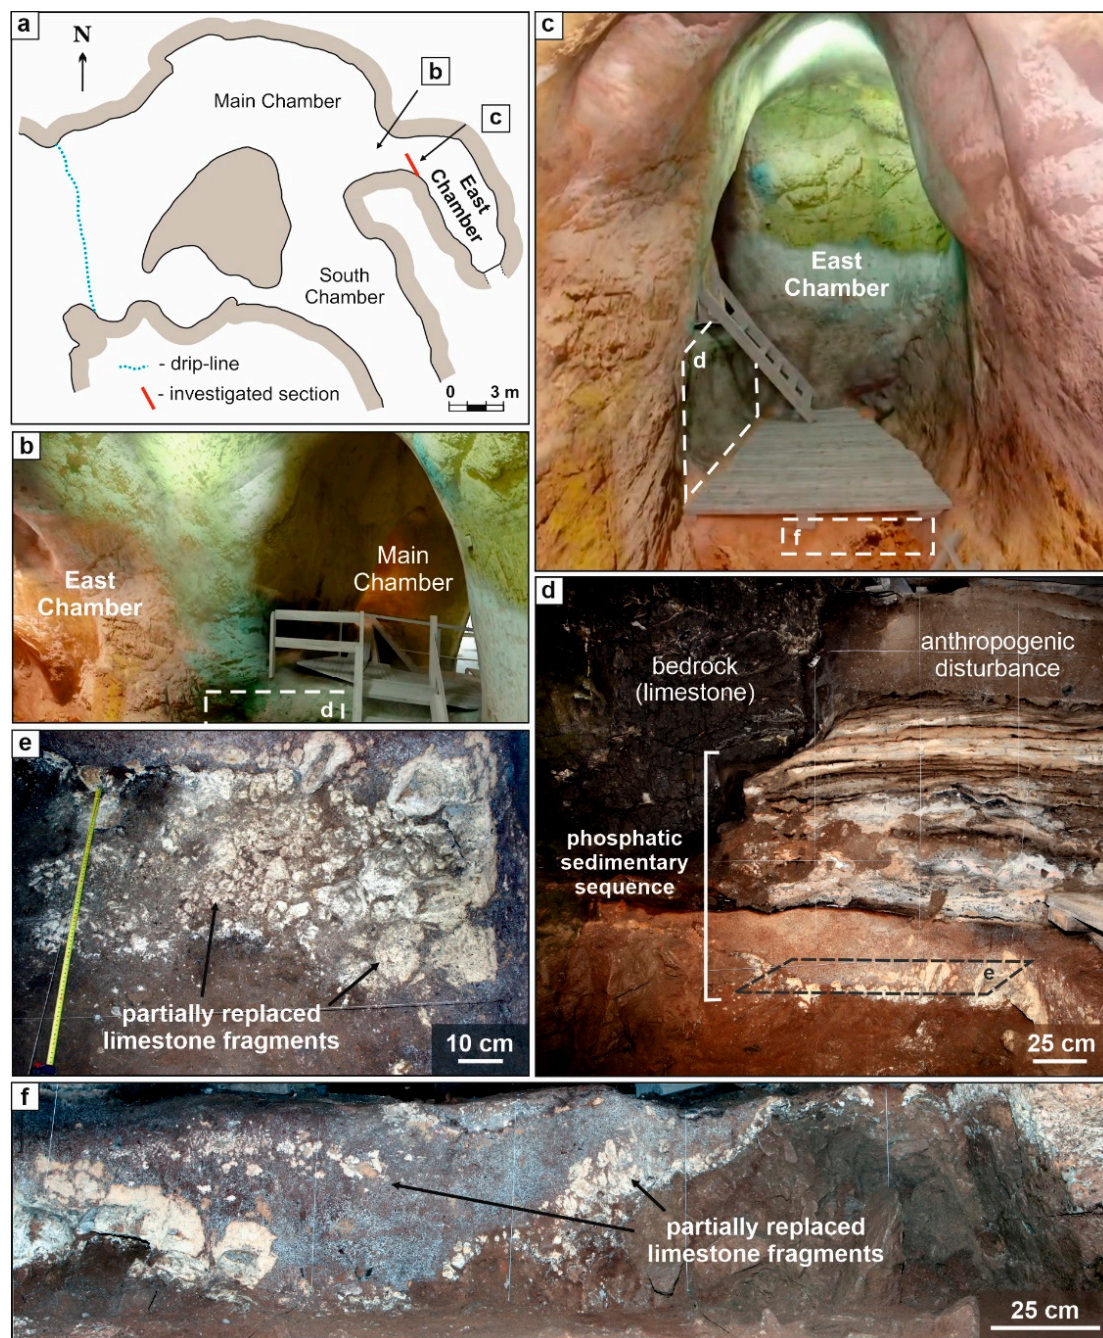 a
N
Main Chamber
b
c
East
Chamber
South
Chamber
- drip-line
- investigated section
0 3 m
b
East
Chamber
Main
Chamber
d
c
East
Chamber
d
f
d
bedrock
(limestone)
anthropogenic
disturbance
phosphatic
sedimentary
sequence
e
25 cm
e
partially replaced
limestone fragments
10 cm
f
partially replaced
limestone fragments
25 cm